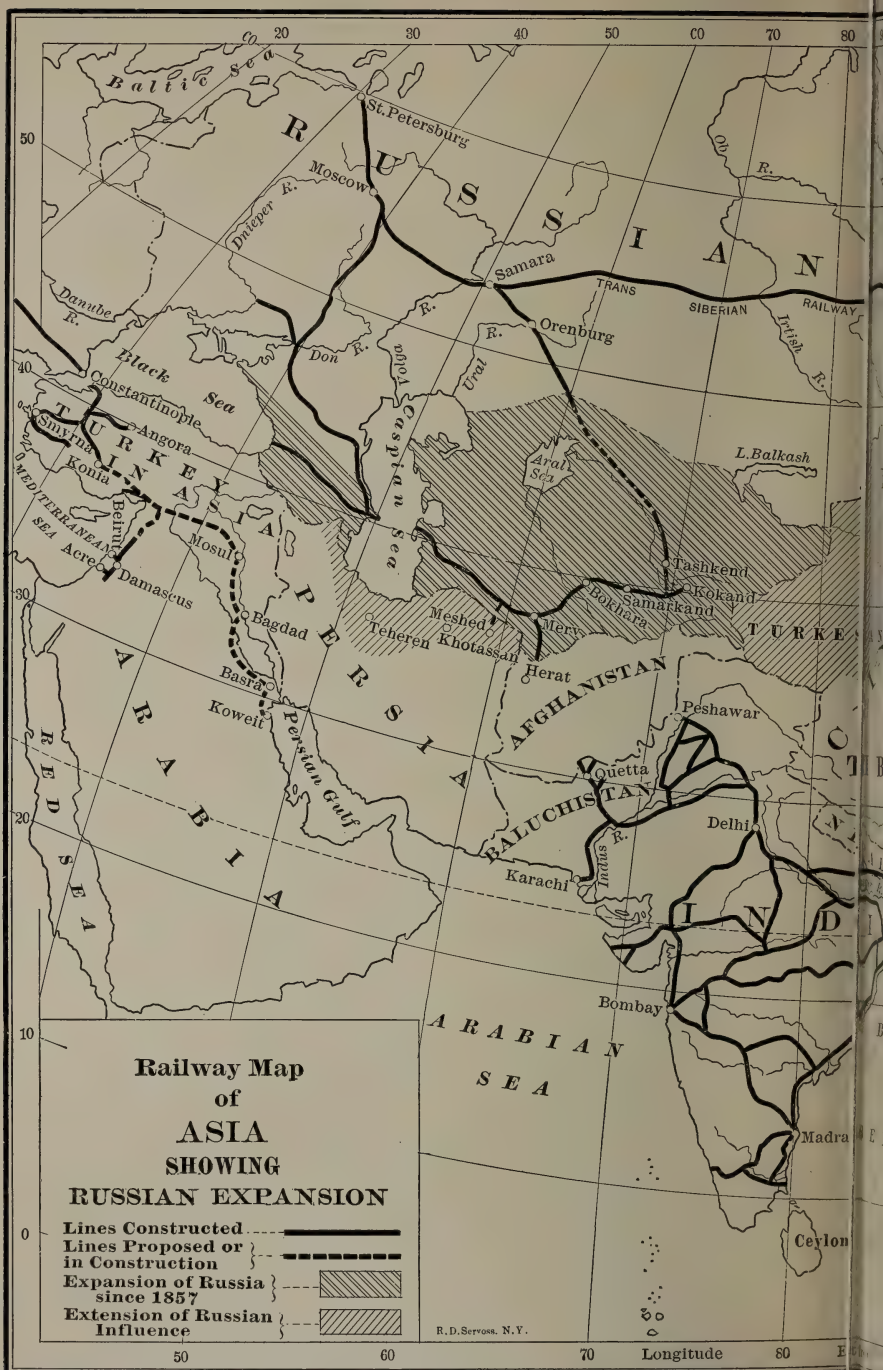 20
30
40
50
60
70
80
Baltic Sea
St. Petersburg
50
RUSSIAN
Moscow
Dnieper R.
Ob
R.
Samara
TRANS
SIBERIAN
RAILWAY
Danube
R.
Orenburg
R.
Volga
R.
Ural
Irtish
R.
Don R.
Black
Sea
40
Constantinople
Caspian Sea
TURKEY
IN
ASIA
Smyrna
Angora
Konia
Aral
Sea
L. Balkash
MEDITERRANEAN
SEA
Beirut
Mosul
Acre
Damascus
Tashkend
Kokand
Samarkand
Bokhara
30
Bagdad
PERSIA
Teheren
Meshed
Khotassan
Merv
TURKE
Herat
AFGHANISTAN
Basra
Koweit
Persian Gulf
Peshawar
ARABIA
RED SEA
Quetta
BALUCHISTAN
20
Delhi
R.
Indus
Karachi
IND
Bombay
ARABIAN
SEA
10
Railway Map
of
ASIA
SHOWING
RUSSIAN EXPANSION
Lines Constructed
Lines Proposed or
in Construction
Expansion of Russia
since 1857
Extension of Russian
Influence
Madra
0
Ceylon
R.D. Servoss. N.Y.
50
60
70
Longitude
80